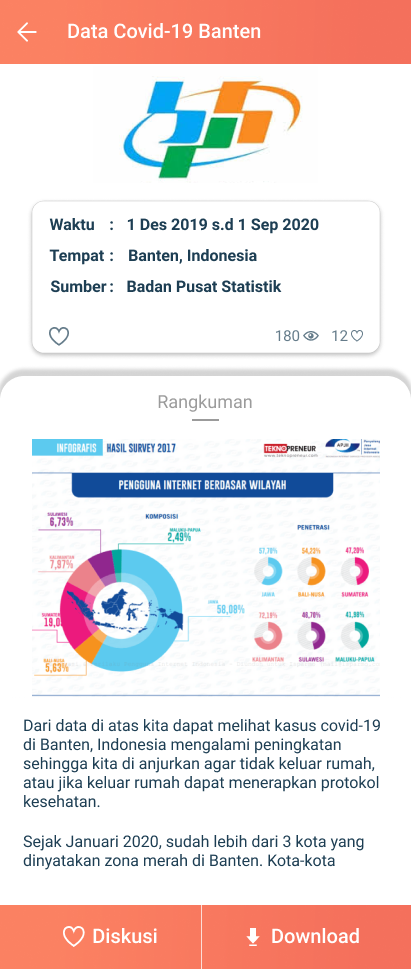 Data Covid-19 Banten
Waktu : 1 Des 2019 s.d 1 Sep 2020
Tempat : Banten, Indonesia
Sumber : Badan Pusat Statistik
180 12
Rangkuman
INFOGRAFIS HASIL SURVEY 2017
TEKNOPRENEUR
www.teknopreneur.com
APJII
PENGGUNA INTERNET BERDASAR WILAYAH
KOMPOSISI
SULAWESI
6,73%
MALUKU-PAPUA
2,49%
KALIMANTAN
7,97%
SUMATERA
19,0
BALI-NUSA
5,63%
JAWA
58,08%
PENETRASI
57,70% 54,23% 47,20%
JAWA BALI-NUSA SUMATERA
72,19% 46,70% 41,98%
KALIMANTAN SULAWESI MALUKU-PAPUA
Dari data di atas kita dapat melihat kasus covid-19
di Banten, Indonesia mengalami peningkatan
sehingga kita di anjurkan agar tidak keluar rumah,
atau jika keluar rumah dapat menerapkan protokol
kesehatan.
Sejak Januari 2020, sudah lebih dari 3 kota yang
dinyatakan zona merah di Banten. Kota-kota
Diskusi
Download